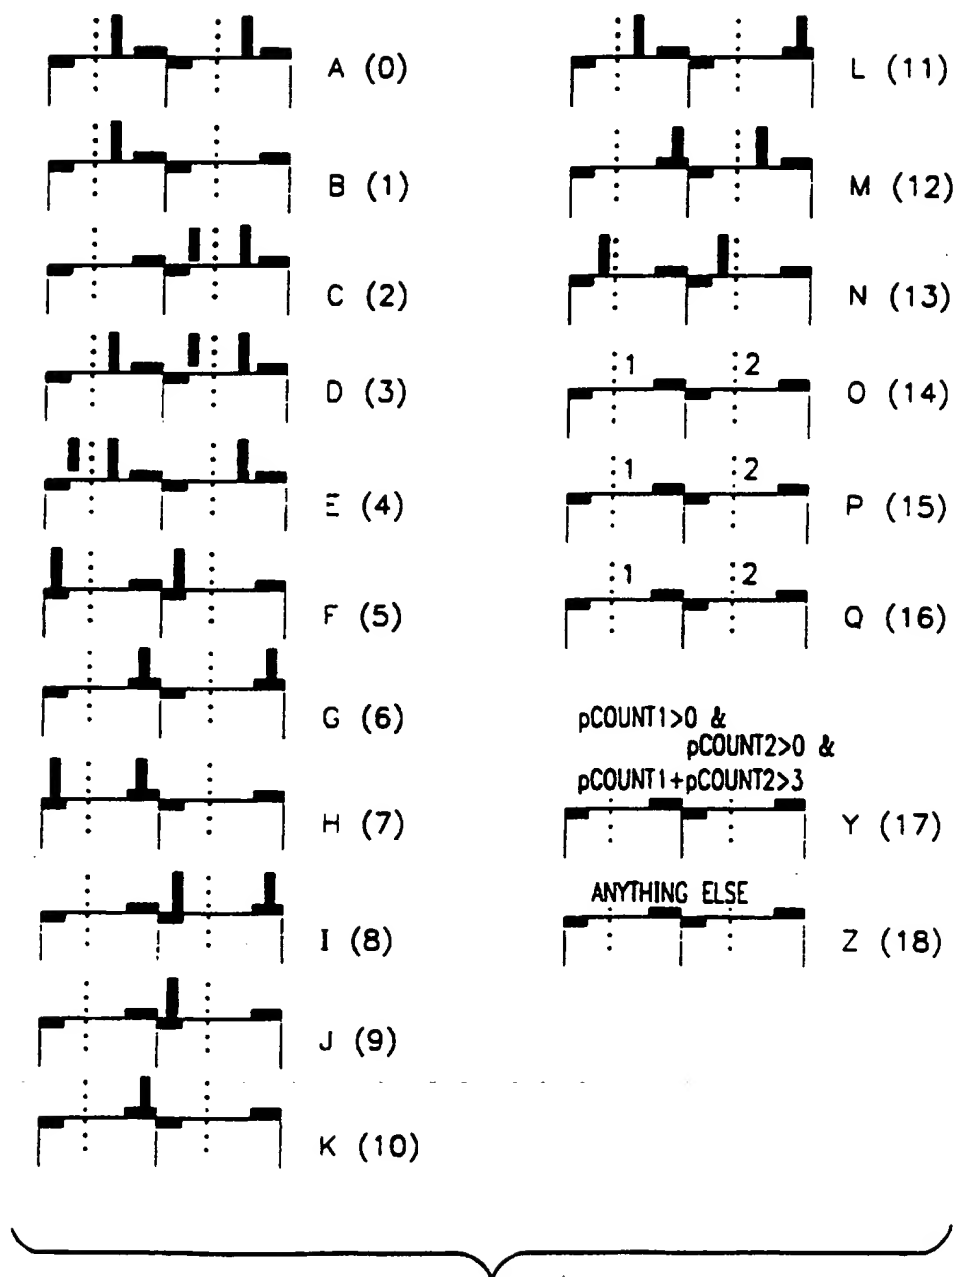 A (0)
B (1)
C (2)
D (3)
E (4)
F (5)
G (6)
H (7)
I (8)
J (9)
K (10)
L (11)
M (12)
N (13)
1 2
O (14)
1 2
P (15)
1 2
Q (16)
pCOUNT1>0 &
pCOUNT2>0 &
pCOUNT1+pCOUNT2>3
Y (17)
ANYTHING ELSE
Z (18)